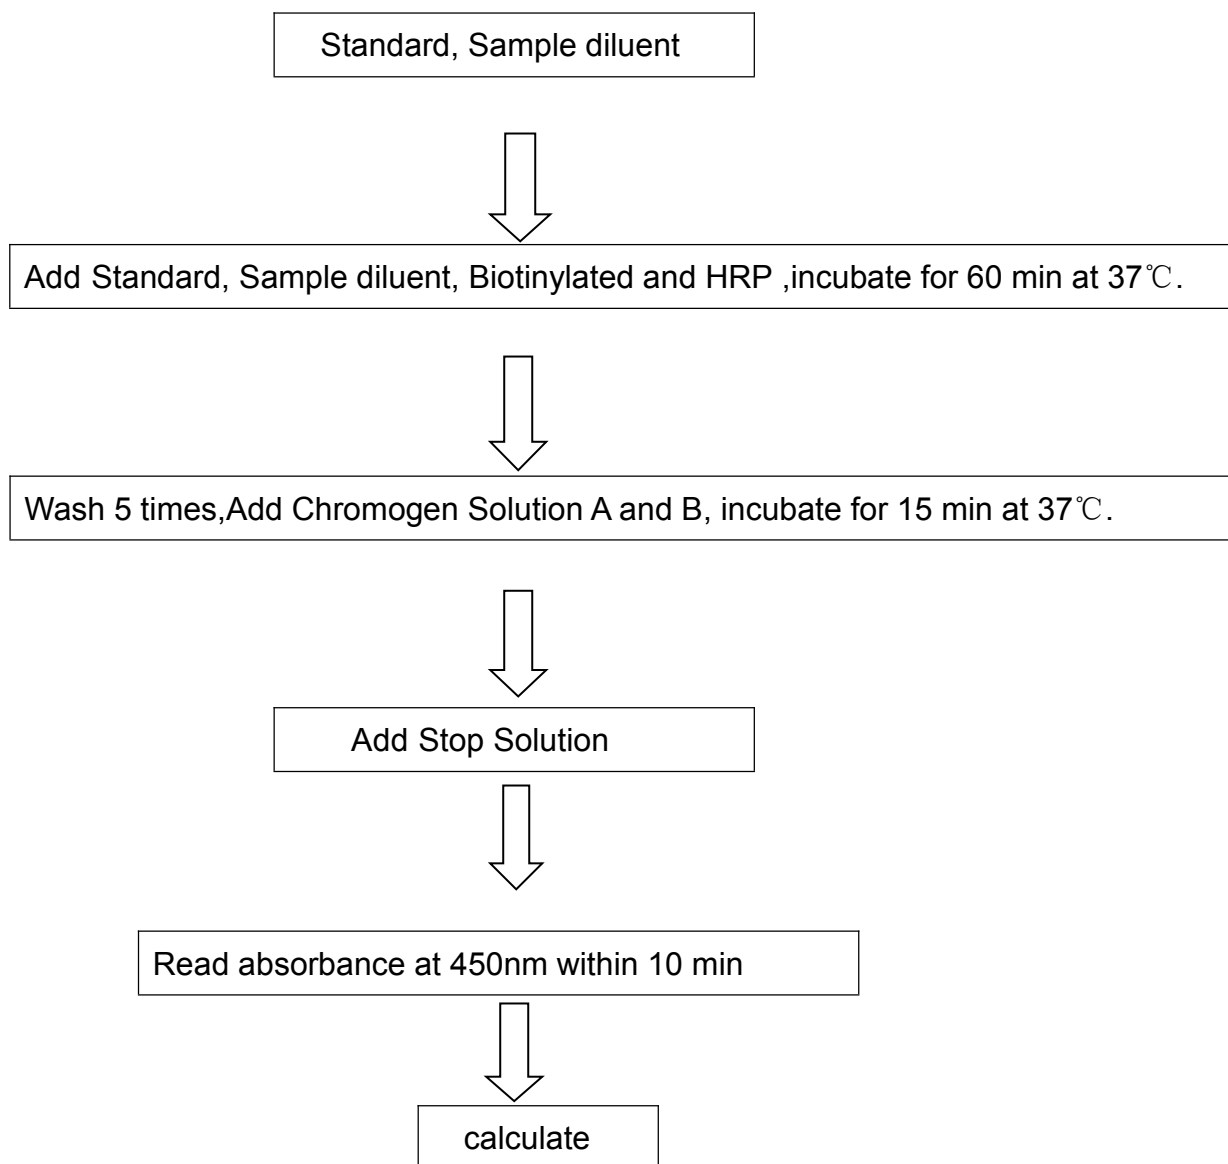 Standard, Sample diluent
Add Standard, Sample diluent, Biotinylated and HRP ,incubate for 60 min at 37℃.
Wash 5 times,Add Chromogen Solution A and B, incubate for 15 min at 37℃.
Add Stop Solution
Read absorbance at 450nm within 10 min
calculate